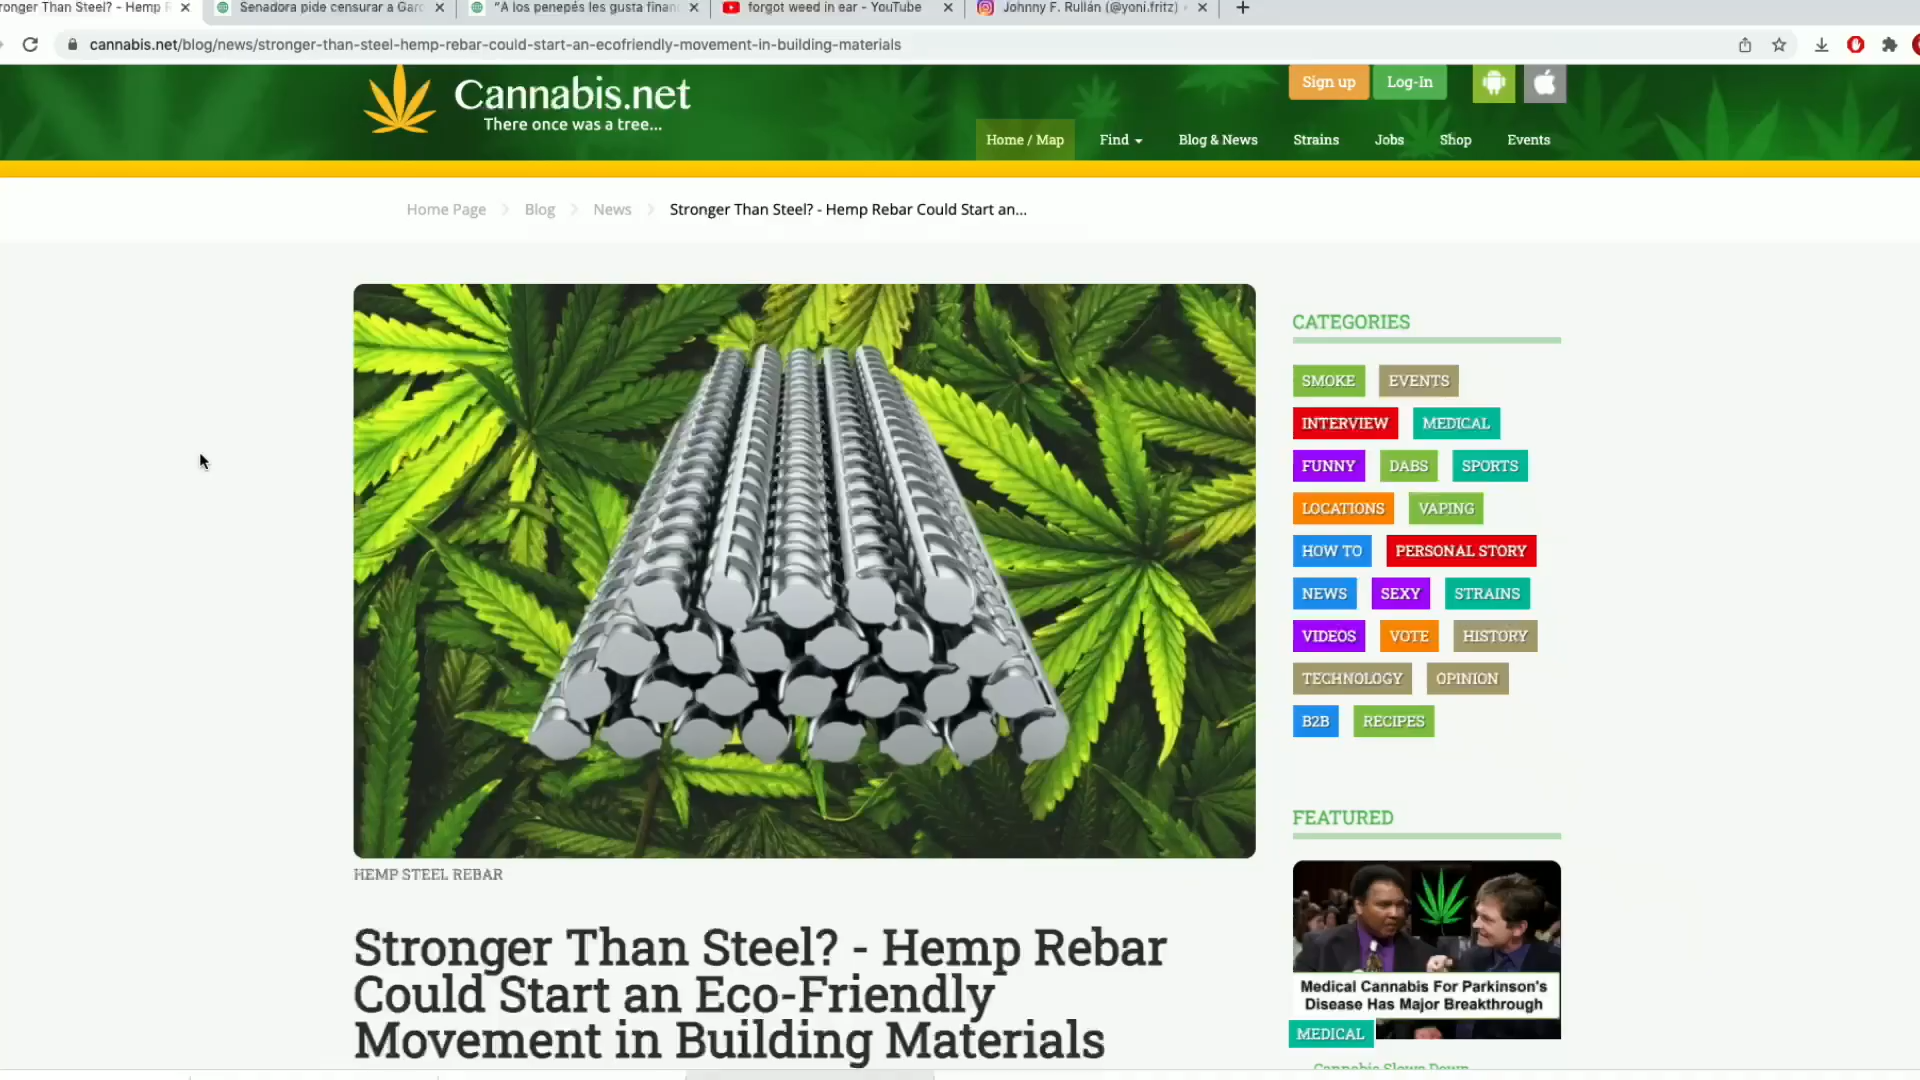 ronger Than Steel? - Hemp R
Senadora pide censurar a Garc
"A los penepés les gusta finan
forgot weed in ear - YouTube
Johnny F. Rullán (@yoni.fritz)
cannabis.net/blog/news/stronger-than-steel-hemp-rebar-could-start-an-ecofriendly-movement-in-building-materials
Cannabis.net
There once was a tree...
Sign up
Log-In
Home / Map
Find
Blog & News
Strains
Jobs
Shop
Events
Home Page
Blog
News
Stronger Than Steel? - Hemp Rebar Could Start an...
HEMP STEEL REBAR
Stronger Than Steel? - Hemp Rebar
Could Start an Eco-Friendly
Movement in Building Materials
CATEGORIES
SMOKE EVENTS
INTERVIEW MEDICAL
FUNNY DABS SPORTS
LOCATIONS VAPING
HOW TO PERSONAL STORY
NEWS SEXY STRAINS
VIDEOS VOTE HISTORY
TECHNOLOGY OPINION
B2B RECIPES
FEATURED
Medical Cannabis For Parkinson's
Disease Has Major Breakthrough
MEDICAL
Cannabis Slows Down